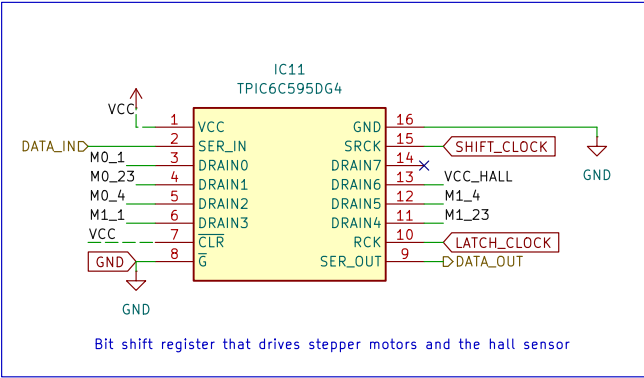 IC11
TPIC6C595DG4
VCC
1 VCC GND 16
DATA_IN 2 SER_IN SRCK 15 SHIFT_CLOCK
M0_1 3 DRAIN0 DRAIN7 14
M0_23 4 DRAIN1 DRAIN6 13 VCC_HALL
M0_4 5 DRAIN2 DRAIN5 12 M1_4
M1_1 6 DRAIN3 DRAIN4 11 M1_23
VCC 7 CLR RCK 10 LATCH_CLOCK
GND 8 G SER_OUT 9 DATA_OUT
GND
GND
Bit shift register that drives stepper motors and the hall sensor